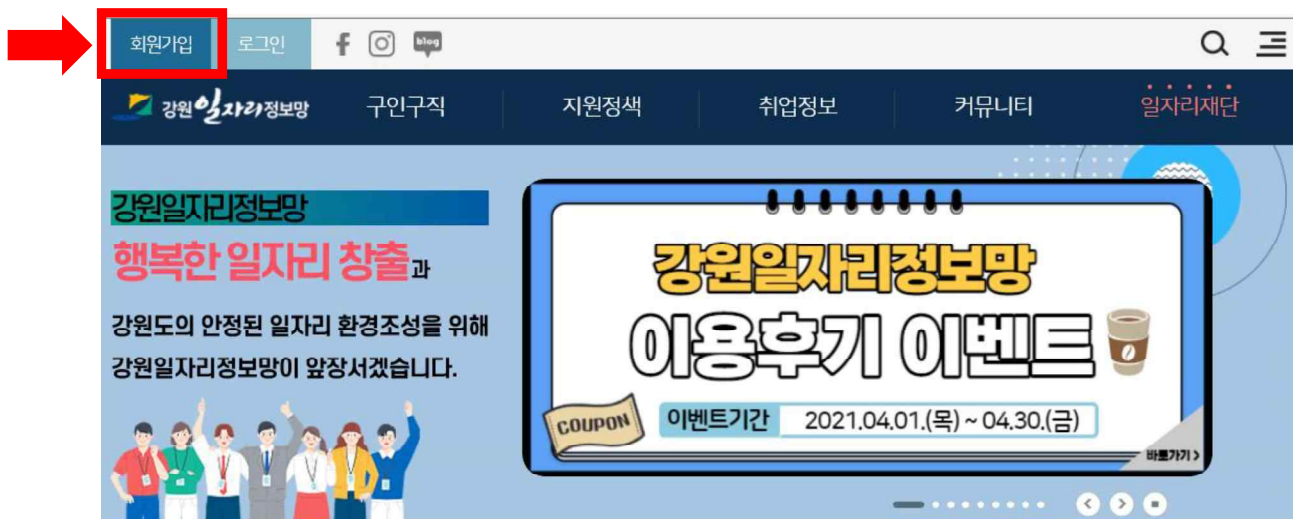 회원가입 로그인 f blog
강원일자리정보망 구인구직 지원정색 취업정보 커뮤니티 일자리재단
강원일자리정보망
행복한 일자리 창출과
강원도의 안정된 일자리 환경조성을 위해
강원일자리정보망이 앞장서겠습니다.
강원일자리정보망
이용후기 이벤트
COUPON 이벤트기간 2021.04.01.(목) ~ 04.30.(금)
바로가기 >